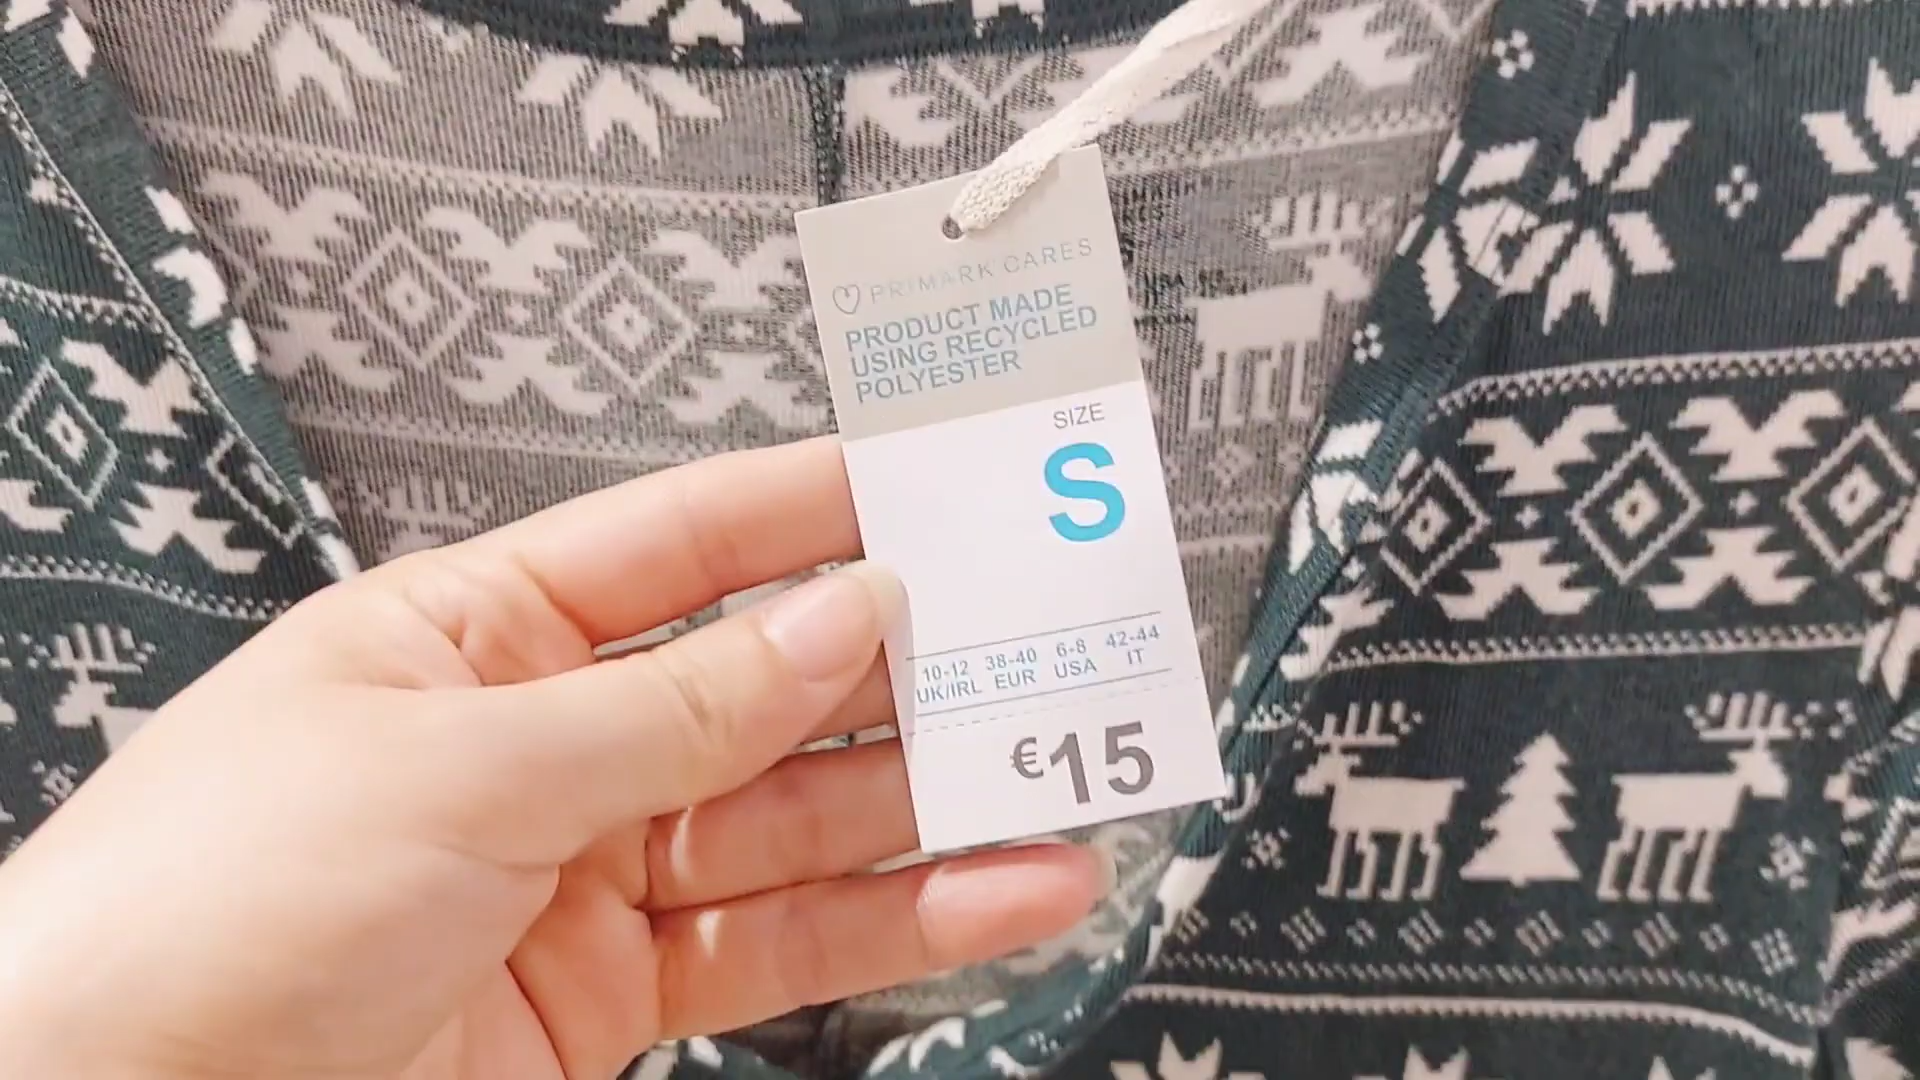 PRIMARK CARES
PRODUCT MADE
USING RECYCLED
POLYESTER
SIZE
S
10-12 38-40 6-8 42-44
UK/IRL EUR USA IT
€15